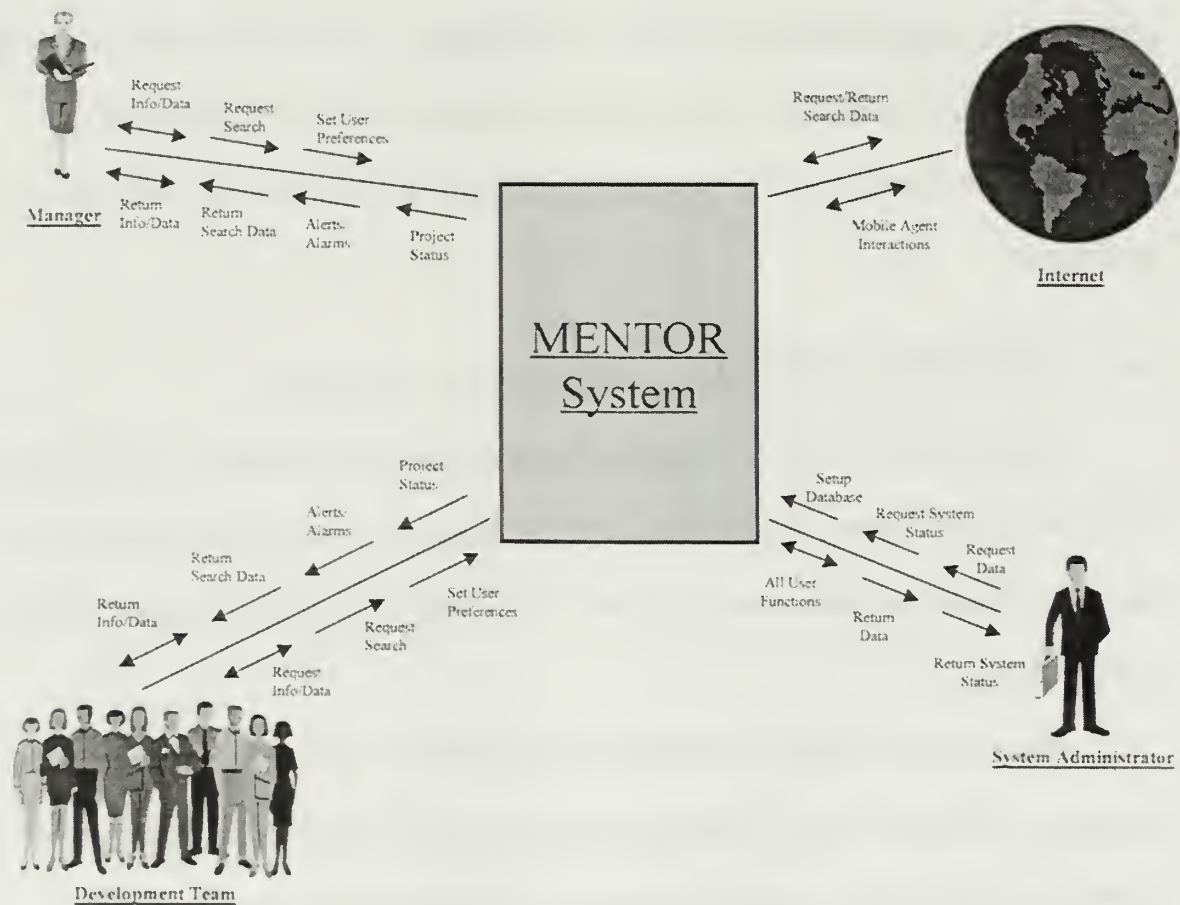 Request
Info/Data
Request
Search
Set User
Preferences
Manager
Return
Info/Data
Return
Search Data
Alerts/
Alarms
Project
Status
Request/Return
Search Data
Mobile Agent
Interactions
Internet
MENTOR
System
Project
Status
Alerts/
Alarms
Return
Search Data
Return
Info/Data
Set User
Preferences
Request
Search
Request
Info/Data
Development Team
Setup
Database
Request System
Status
Request
Data
All User
Functions
Return
Data
Return System
Status
System Administrator